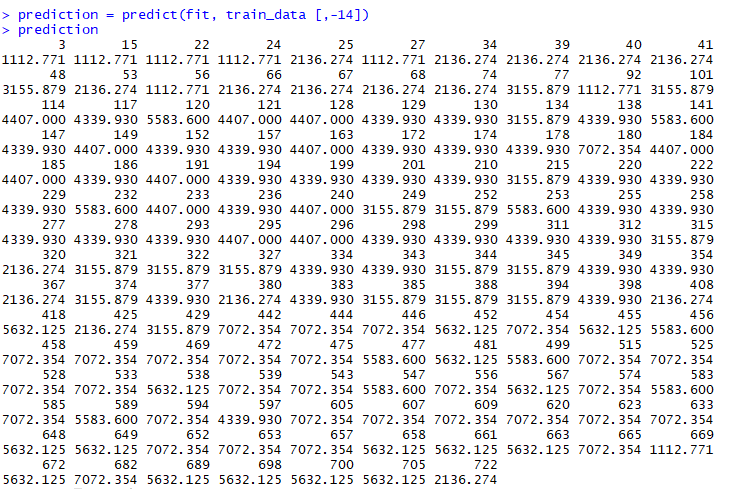 > prediction = predict(fit, train_data [,-14])
> prediction
3 15 22 24 25 27 34 39 40 41
1112.771 1112.771 1112.771 1112.771 2136.274 1112.771 2136.274 2136.274 2136.274 2136.274
48 53 56 66 67 68 74 77 92 101
3155.879 2136.274 1112.771 2136.274 2136.274 2136.274 2136.274 3155.879 1112.771 3155.879
114 117 120 121 128 129 130 134 138 141
4407.000 4339.930 5583.600 4407.000 4407.000 4339.930 4339.930 3155.879 4339.930 5583.600
147 149 152 157 163 172 174 178 180 184
4339.930 4407.000 4339.930 4339.930 4407.000 4339.930 4339.930 4339.930 7072.354 4407.000
185 186 191 194 199 201 210 215 220 222
4407.000 4339.930 4407.000 4339.930 4339.930 4339.930 4339.930 3155.879 4339.930 4339.930
229 232 233 236 240 249 252 253 255 258
4339.930 5583.600 4407.000 4339.930 4407.000 3155.879 3155.879 5583.600 4339.930 4339.930
277 278 293 295 296 298 299 311 312 315
4339.930 4339.930 4339.930 4407.000 4407.000 4339.930 4339.930 4339.930 4339.930 3155.879
320 321 322 327 334 343 344 345 349 354
2136.274 3155.879 3155.879 3155.879 4339.930 4339.930 3155.879 3155.879 4339.930 4339.930
367 374 377 380 383 385 388 394 398 408
2136.274 3155.879 4339.930 2136.274 4339.930 3155.879 3155.879 3155.879 4339.930 2136.274
418 425 429 442 444 446 452 454 455 456
5632.125 2136.274 3155.879 7072.354 7072.354 7072.354 5632.125 7072.354 5632.125 5583.600
458 459 469 472 475 477 481 499 515 525
7072.354 7072.354 7072.354 7072.354 7072.354 5583.600 5632.125 5583.600 7072.354 7072.354
528 533 538 539 543 547 556 567 574 583
7072.354 7072.354 5632.125 7072.354 7072.354 5583.600 7072.354 5632.125 7072.354 5583.600
585 589 594 597 605 607 609 620 623 633
7072.354 5583.600 7072.354 4339.930 7072.354 7072.354 7072.354 7072.354 7072.354 7072.354
648 649 652 653 657 658 661 663 665 669
5632.125 5632.125 7072.354 7072.354 7072.354 5632.125 5632.125 5632.125 7072.354 1112.771
672 682 689 698 700 705 722
5632.125 7072.354 5632.125 5632.125 5632.125 5632.125 2136.274